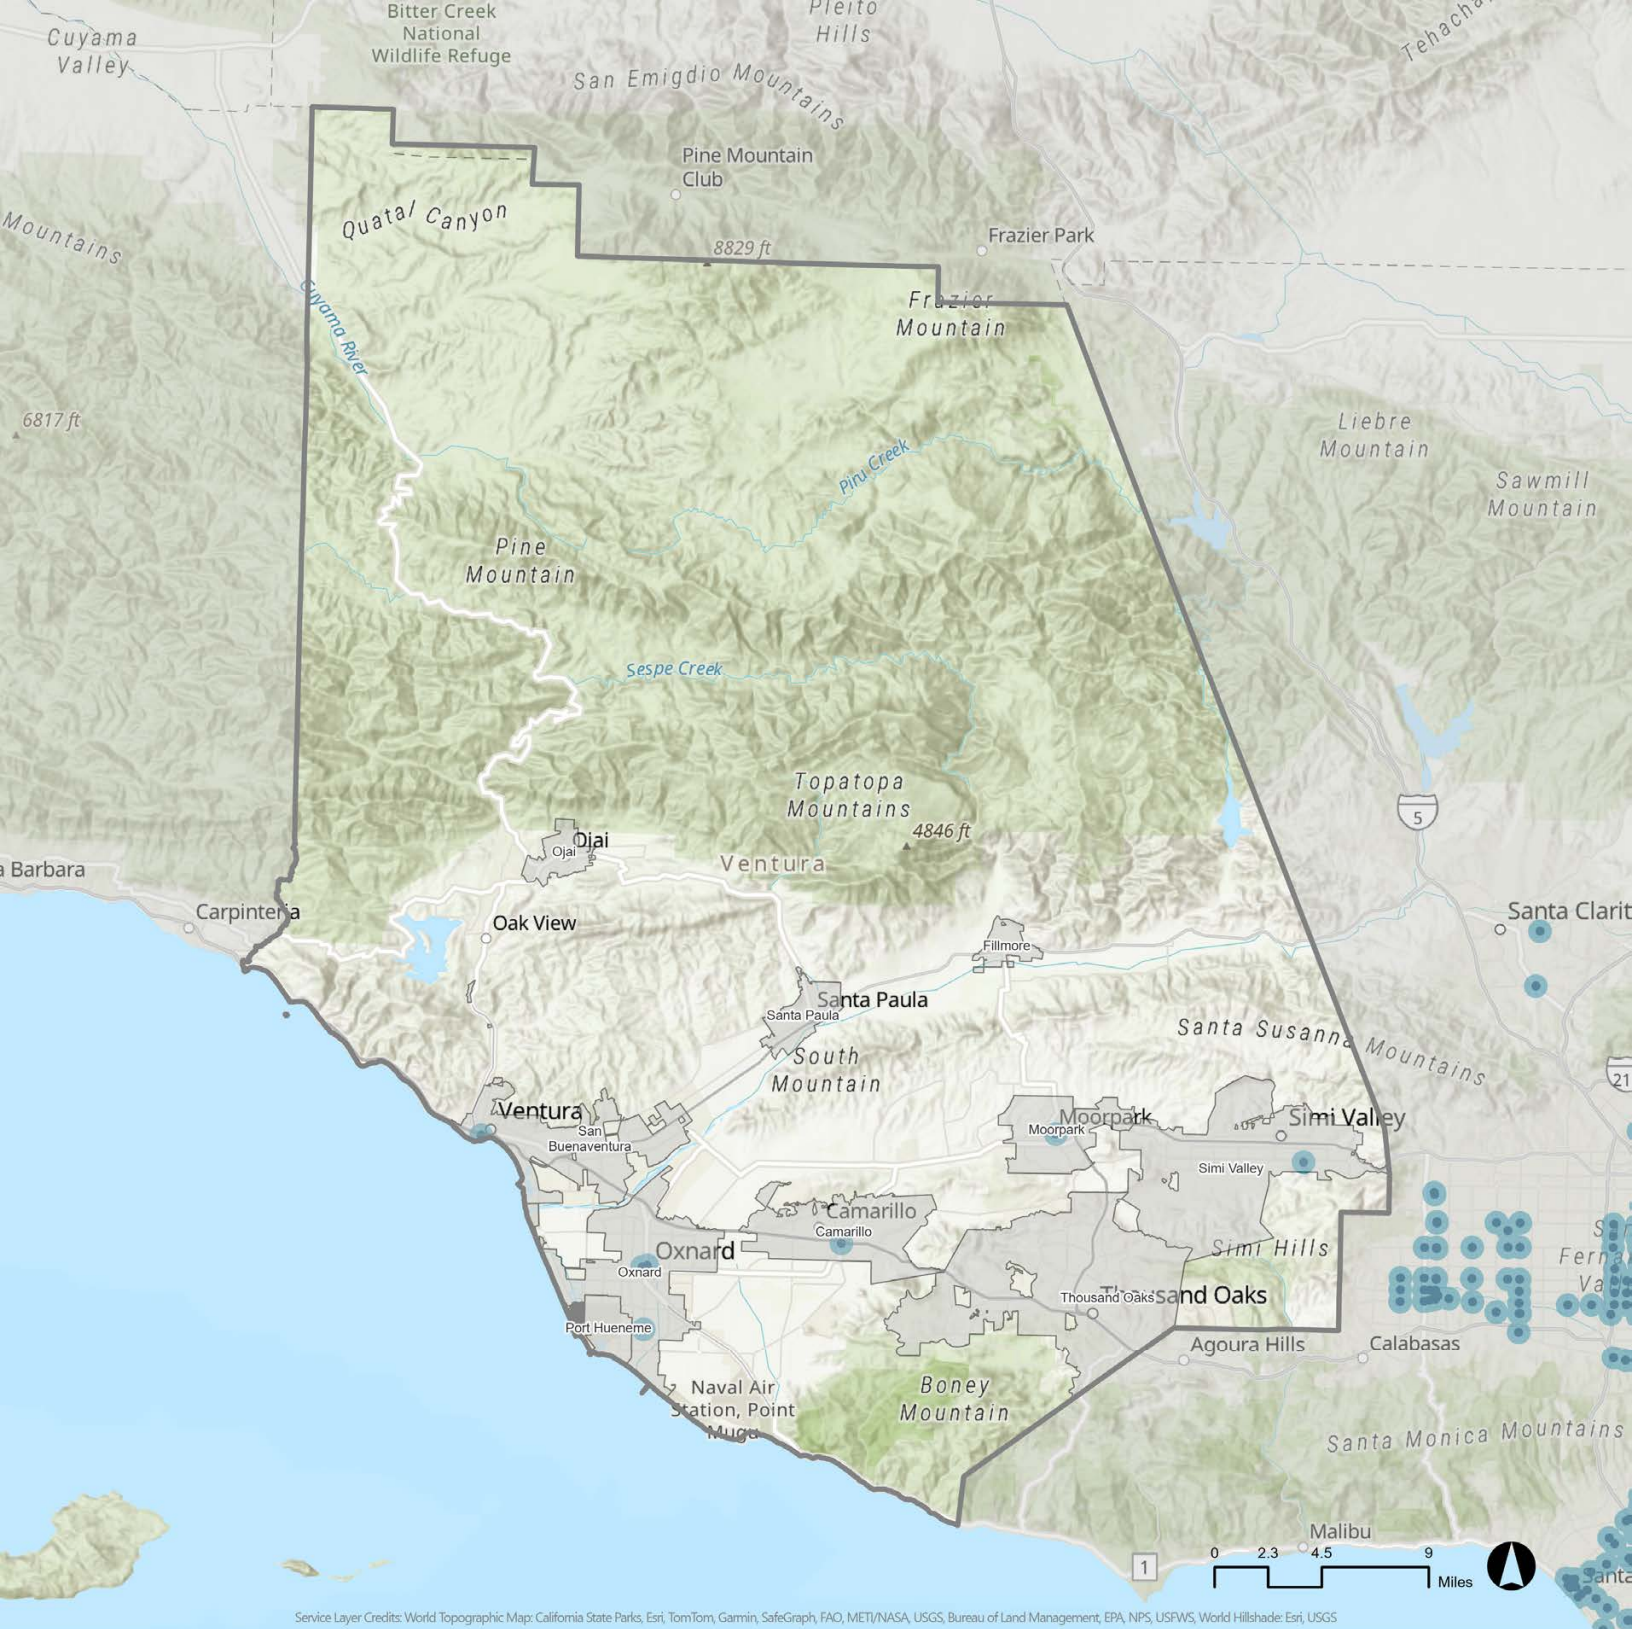 Bitter Creek
National
Wildlife Refuge
Pleito
Hills
Cuyama
Valley
San Emigdio Mountains
Pine Mountain
Club
Quatal Canyon
Mountains
Frazier Park
8829 ft
Frazier
Mountain
Cuyama River
6817 ft
Liebre
Mountain
Piru Creek
Sawmill
Mountain
Pine
Mountain
Sespe Creek
Topatopa
Mountains
4846 ft
5
Ojai
Ojai
Ventura
a Barbara
Carpinteria
Oak View
Santa Clarit
Fillmore
Santa Paula
Santa Paula
Santa Susanna Mountains
South
Mountain
21
Ventura
San
Buenaventura
Moorpark
Moorpark
Simi Valley
Simi Valley
Camarillo
Camarillo
Oxnard
Oxnard
Simi Hills
Ferna
Va
Thousand Oaks
Thousand Oaks
Port Hueneme
Agoura Hills
Calabasas
Naval Air
Station, Point
Mugu
Boney
Mountain
Santa Monica Mountains
Malibu
1
0 2.3 4.5 9
Miles
Santa
Service Layer Credits: World Topographic Map: California State Parks, Esri, TomTom, Garmin, SafeGraph, FAO, METI/NASA, USGS, Bureau of Land Management, EPA, NPS, USFWS, World Hillshade: Esri, USGS